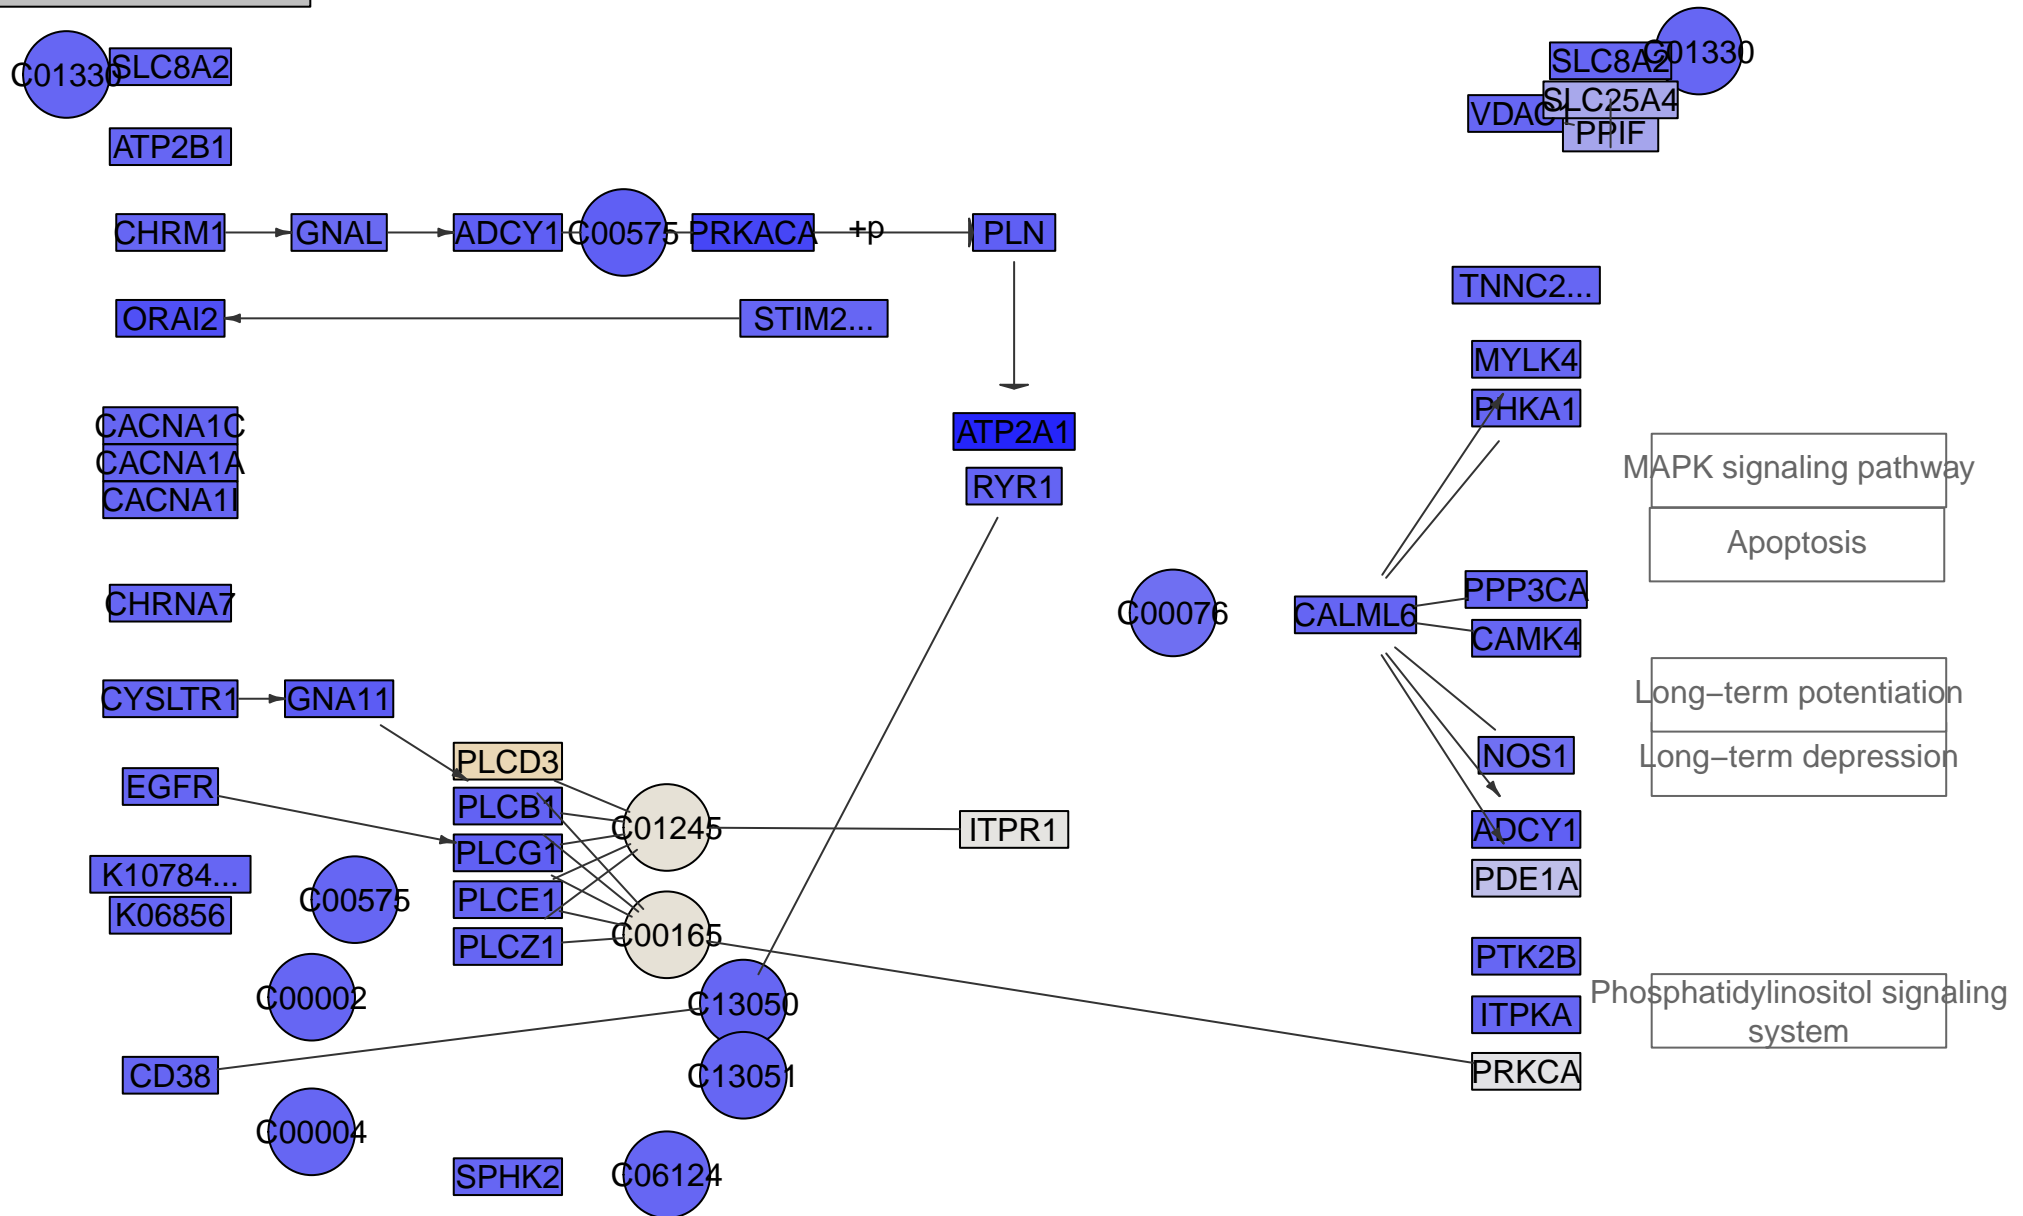 C01330
SLC8A2
SLC8A2
C01330
SLC25A4
VDAC1
PPIF
ATP2B1
CHRM1
GNAL
ADCY1
C00575
PRKACA
+p
PLN
TNNC2...
ORAI2
STIM2...
MYLK4
PHKA1
CACNA1C
CACNA1A
CACNA1I
ATP2A1
RYR1
MAPK signaling pathway
Apoptosis
CHRNA7
C00076
CALML6
PPP3CA
CAMK4
CYSLTR1
GNA11
Long−term potentiation
Long−term depression
NOS1
PLCD3
EGFR
PLCB1
C01245
ITPR1
ADCY1
PLCG1
K10784...
K06856
C00575
PLCE1
PDE1A
C00165
PLCZ1
PTK2B
C00002
C13050
ITPKA
Phosphatidylinositol signaling
system
CD38
C13051
PRKCA
C00004
SPHK2
C06124